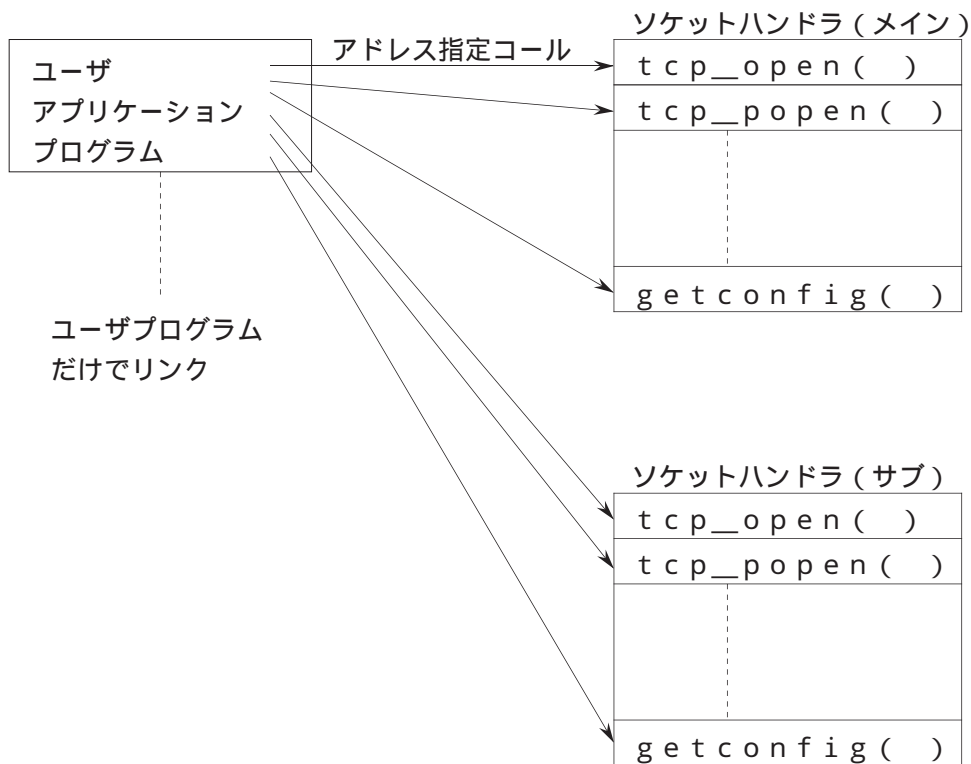 ソケットハンドラ(メイン)
アドレス指定コール
ユーザ
アプリケーション
プログラム
tcp_open( )
tcp_popen( )
getconfig( )
ユーザプログラム
だけでリンク
ソケットハンドラ(サブ)
tcp_open( )
tcp_popen( )
getconfig( )